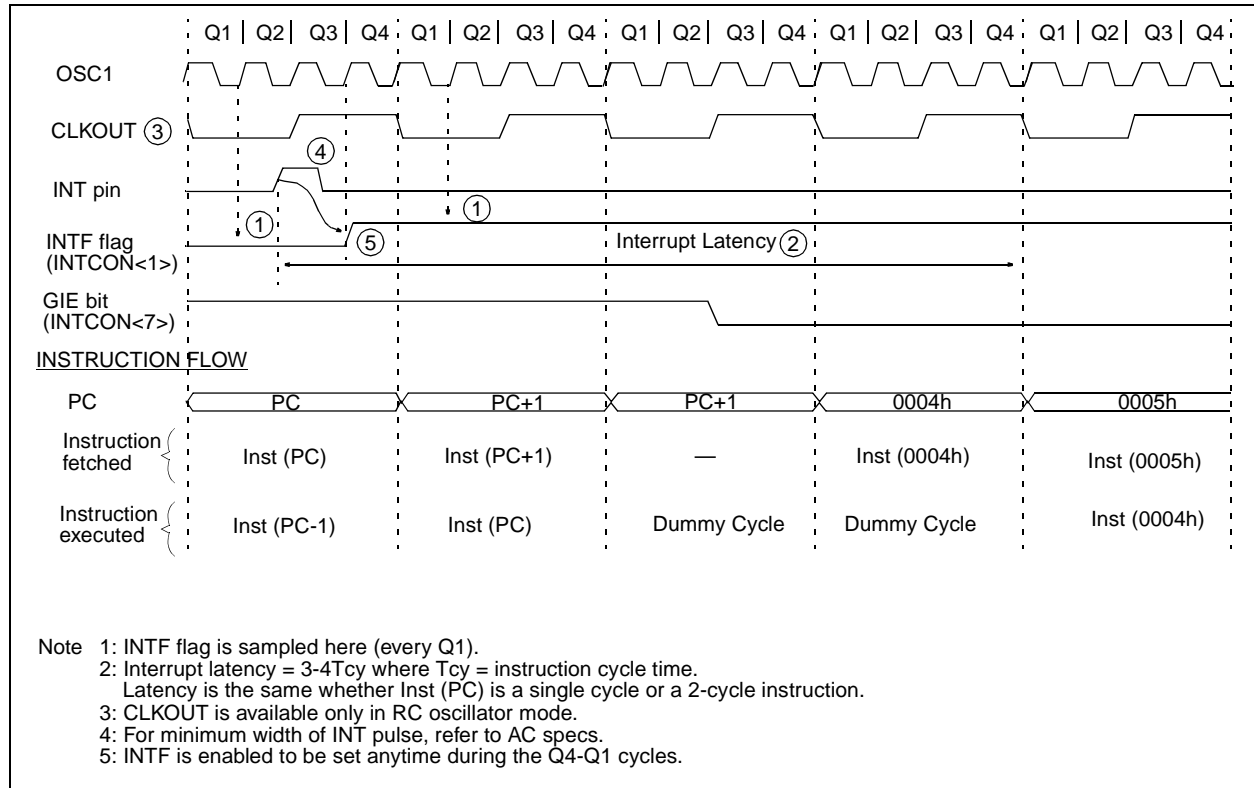 Q1 | Q2 | Q3 | Q4 Q1 | Q2 | Q3 | Q4 Q1 | Q2 | Q3 | Q4 Q1 | Q2 | Q3 | Q4 Q1 | Q2 | Q3 | Q4
OSC1
CLKOUT ③
④
INT pin
① ①
INTF flag
(INTCON<1>)
⑤ Interrupt Latency ②
GIE bit
(INTCON<7>)
INSTRUCTION FLOW
PC PC PC+1 PC+1 0004h 0005h
Instruction
fetched
Inst (PC) Inst (PC+1) — Inst (0004h) Inst (0005h)
Instruction
executed
Inst (PC-1) Inst (PC) Dummy Cycle Dummy Cycle Inst (0004h)
Note 1: INTF flag is sampled here (every Q1).
2: Interrupt latency = 3-4Tcy where Tcy = instruction cycle time.
Latency is the same whether Inst (PC) is a single cycle or a 2-cycle instruction.
3: CLKOUT is available only in RC oscillator mode.
4: For minimum width of INT pulse, refer to AC specs.
5: INTF is enabled to be set anytime during the Q4-Q1 cycles.